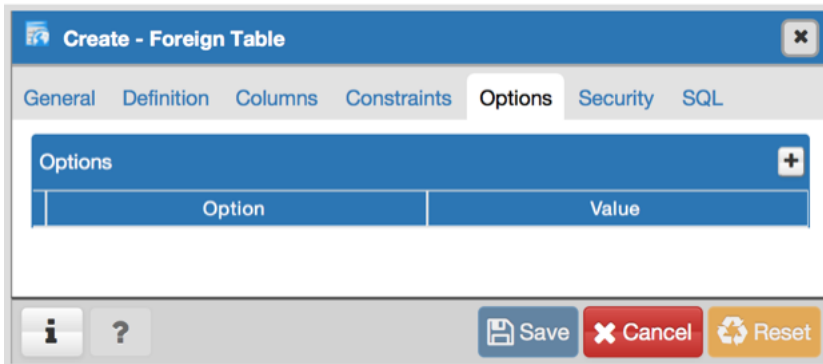 Create - Foreign Table
General Definition Columns Constraints Options Security SQL
Options
Option Value
i ? Save Cancel Reset